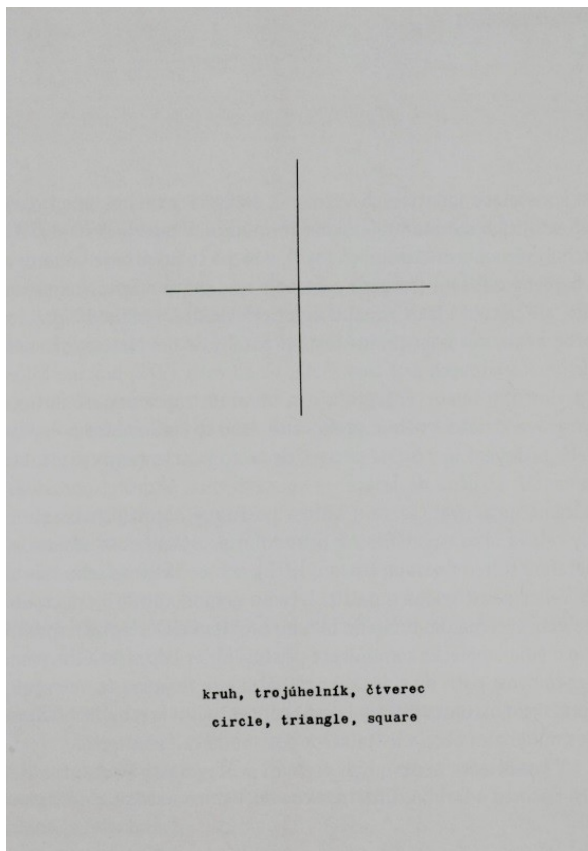 kruh, trojúhelník, čtverec
circle, triangle, square